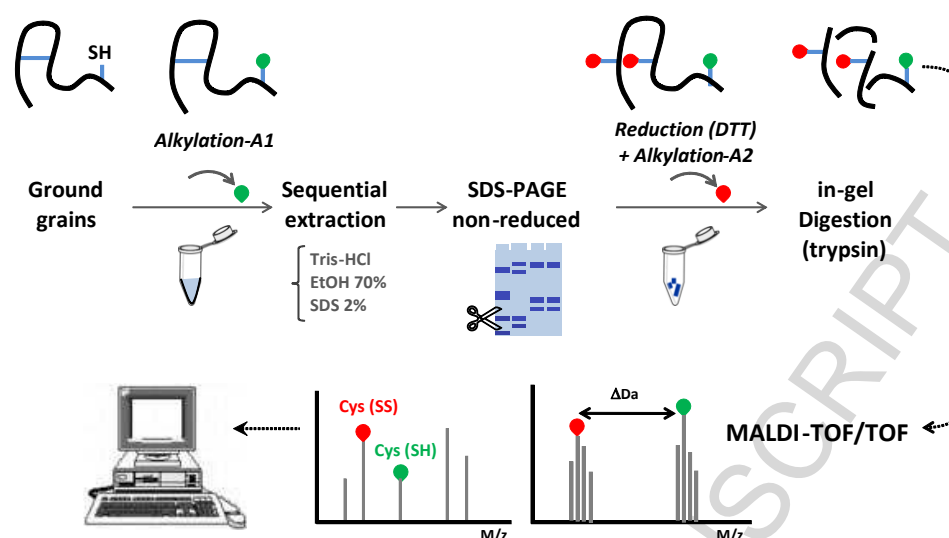 SH
Alkylation-A1
Reduction (DTT)
+ Alkylation-A2
Ground
grains
Sequential
extraction
SDS-PAGE
non-reduced
in-gel
Digestion
(trypsin)
Tris-HCl
EtOH 70%
SDS 2%
Cys (SS)
Cys (SH)
M/z
ΔDa
M/z
MALDI-TOF/TOF